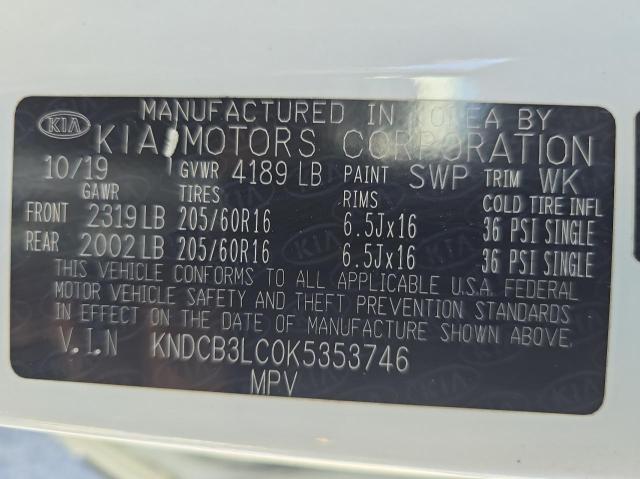 MANUFACTURED IN KOREA BY
KIA MOTORS CORPORATION
10/19 GVWR 4189 LB PAINT SWP TRIM WK
GAWR TIRES RIMS COLD TIRE INFL
FRONT 2319 LB 205/60R16 6.5Jx16 36 PSI SINGLE
REAR 2002 LB 205/60R16 6.5Jx16 36 PSI SINGLE
THIS VEHICLE CONFORMS TO ALL APPLICABLE U.S.A. FEDERAL
MOTOR VEHICLE SAFETY AND THEFT PREVENTION STANDARDS
IN EFFECT ON THE DATE OF MANUFACTURE SHOWN ABOVE.
V.I.N KNDCB3LC0K5353746
MPV